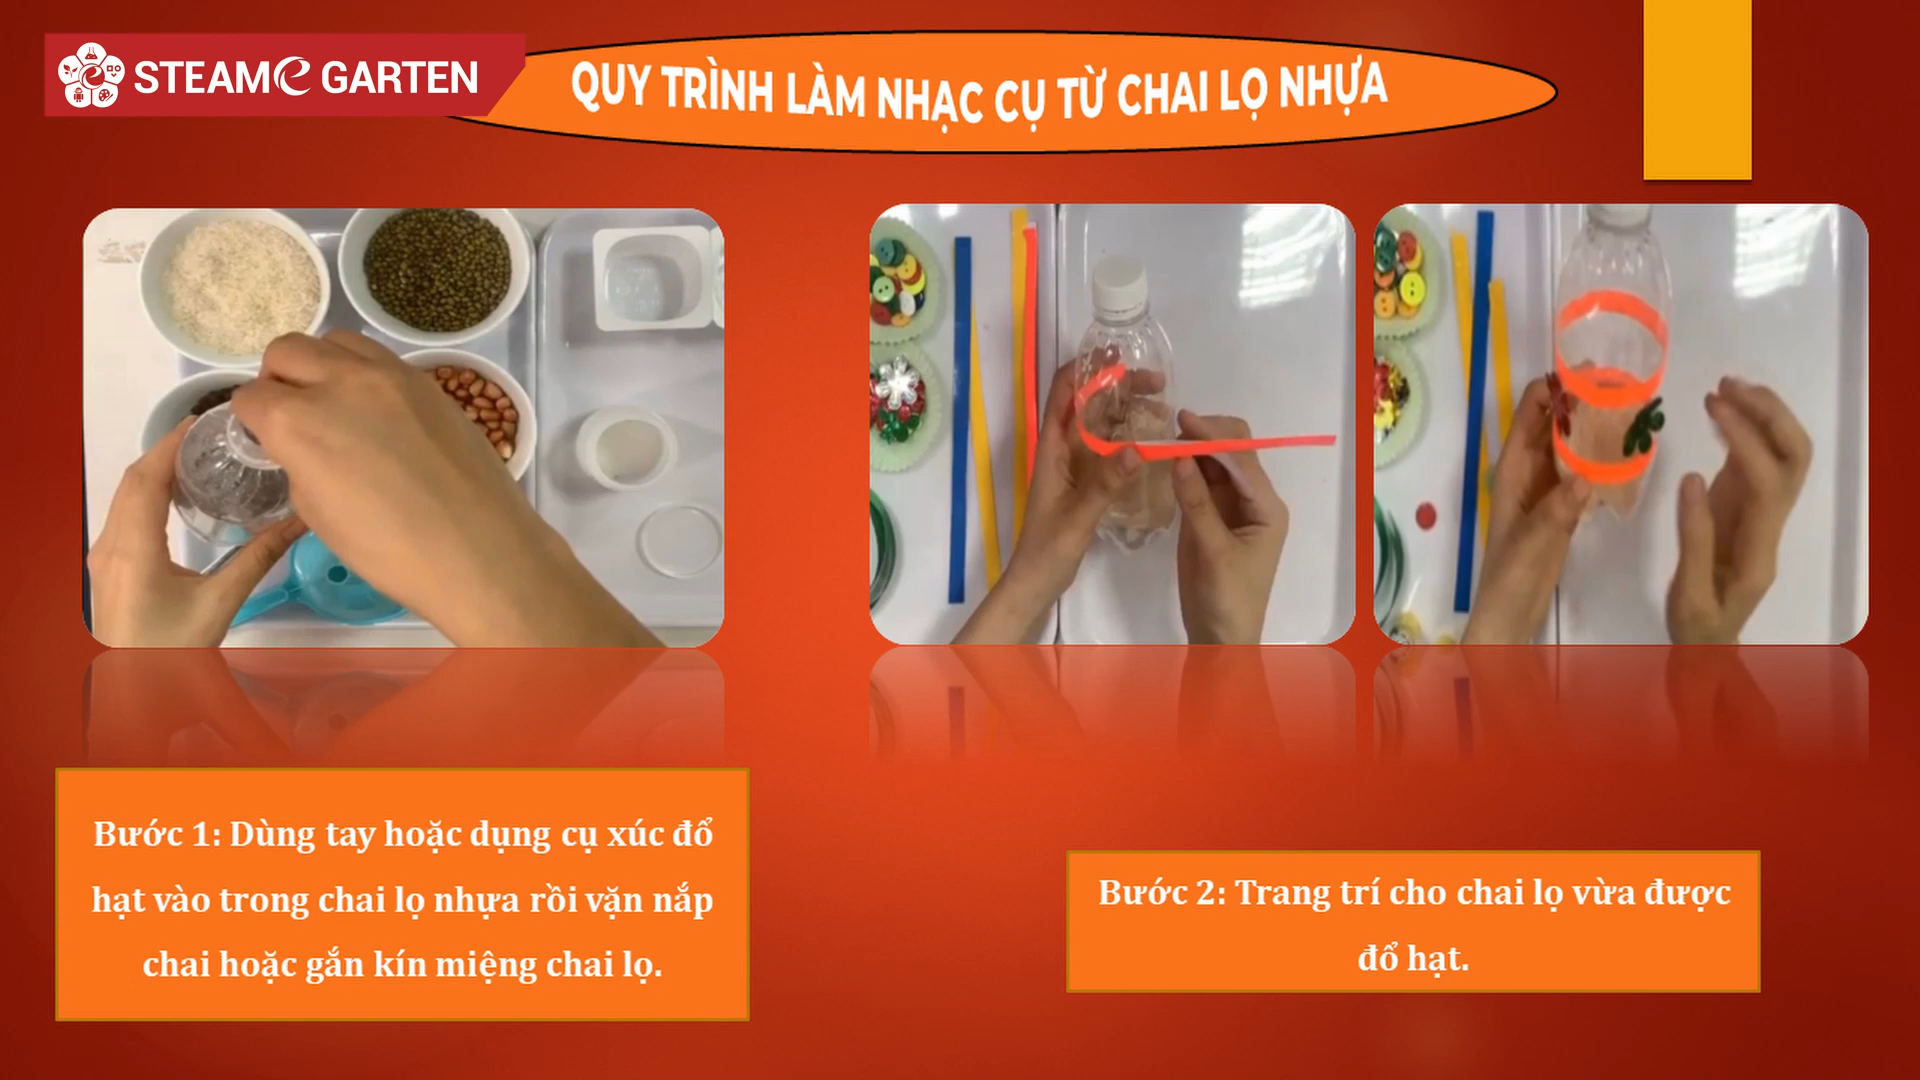 STEAMe GARTEN
QUY TRÌNH LÀM NHẠC CỤ TỪ CHAI LỌ NHỰA
Bước 1: Dùng tay hoặc dụng cụ xúc đổ
hạt vào trong chai lọ nhựa rồi vặn nắp
chai hoặc gắn kín miệng chai lọ.
Bước 2: Trang trí cho chai lọ vừa được
đổ hạt.